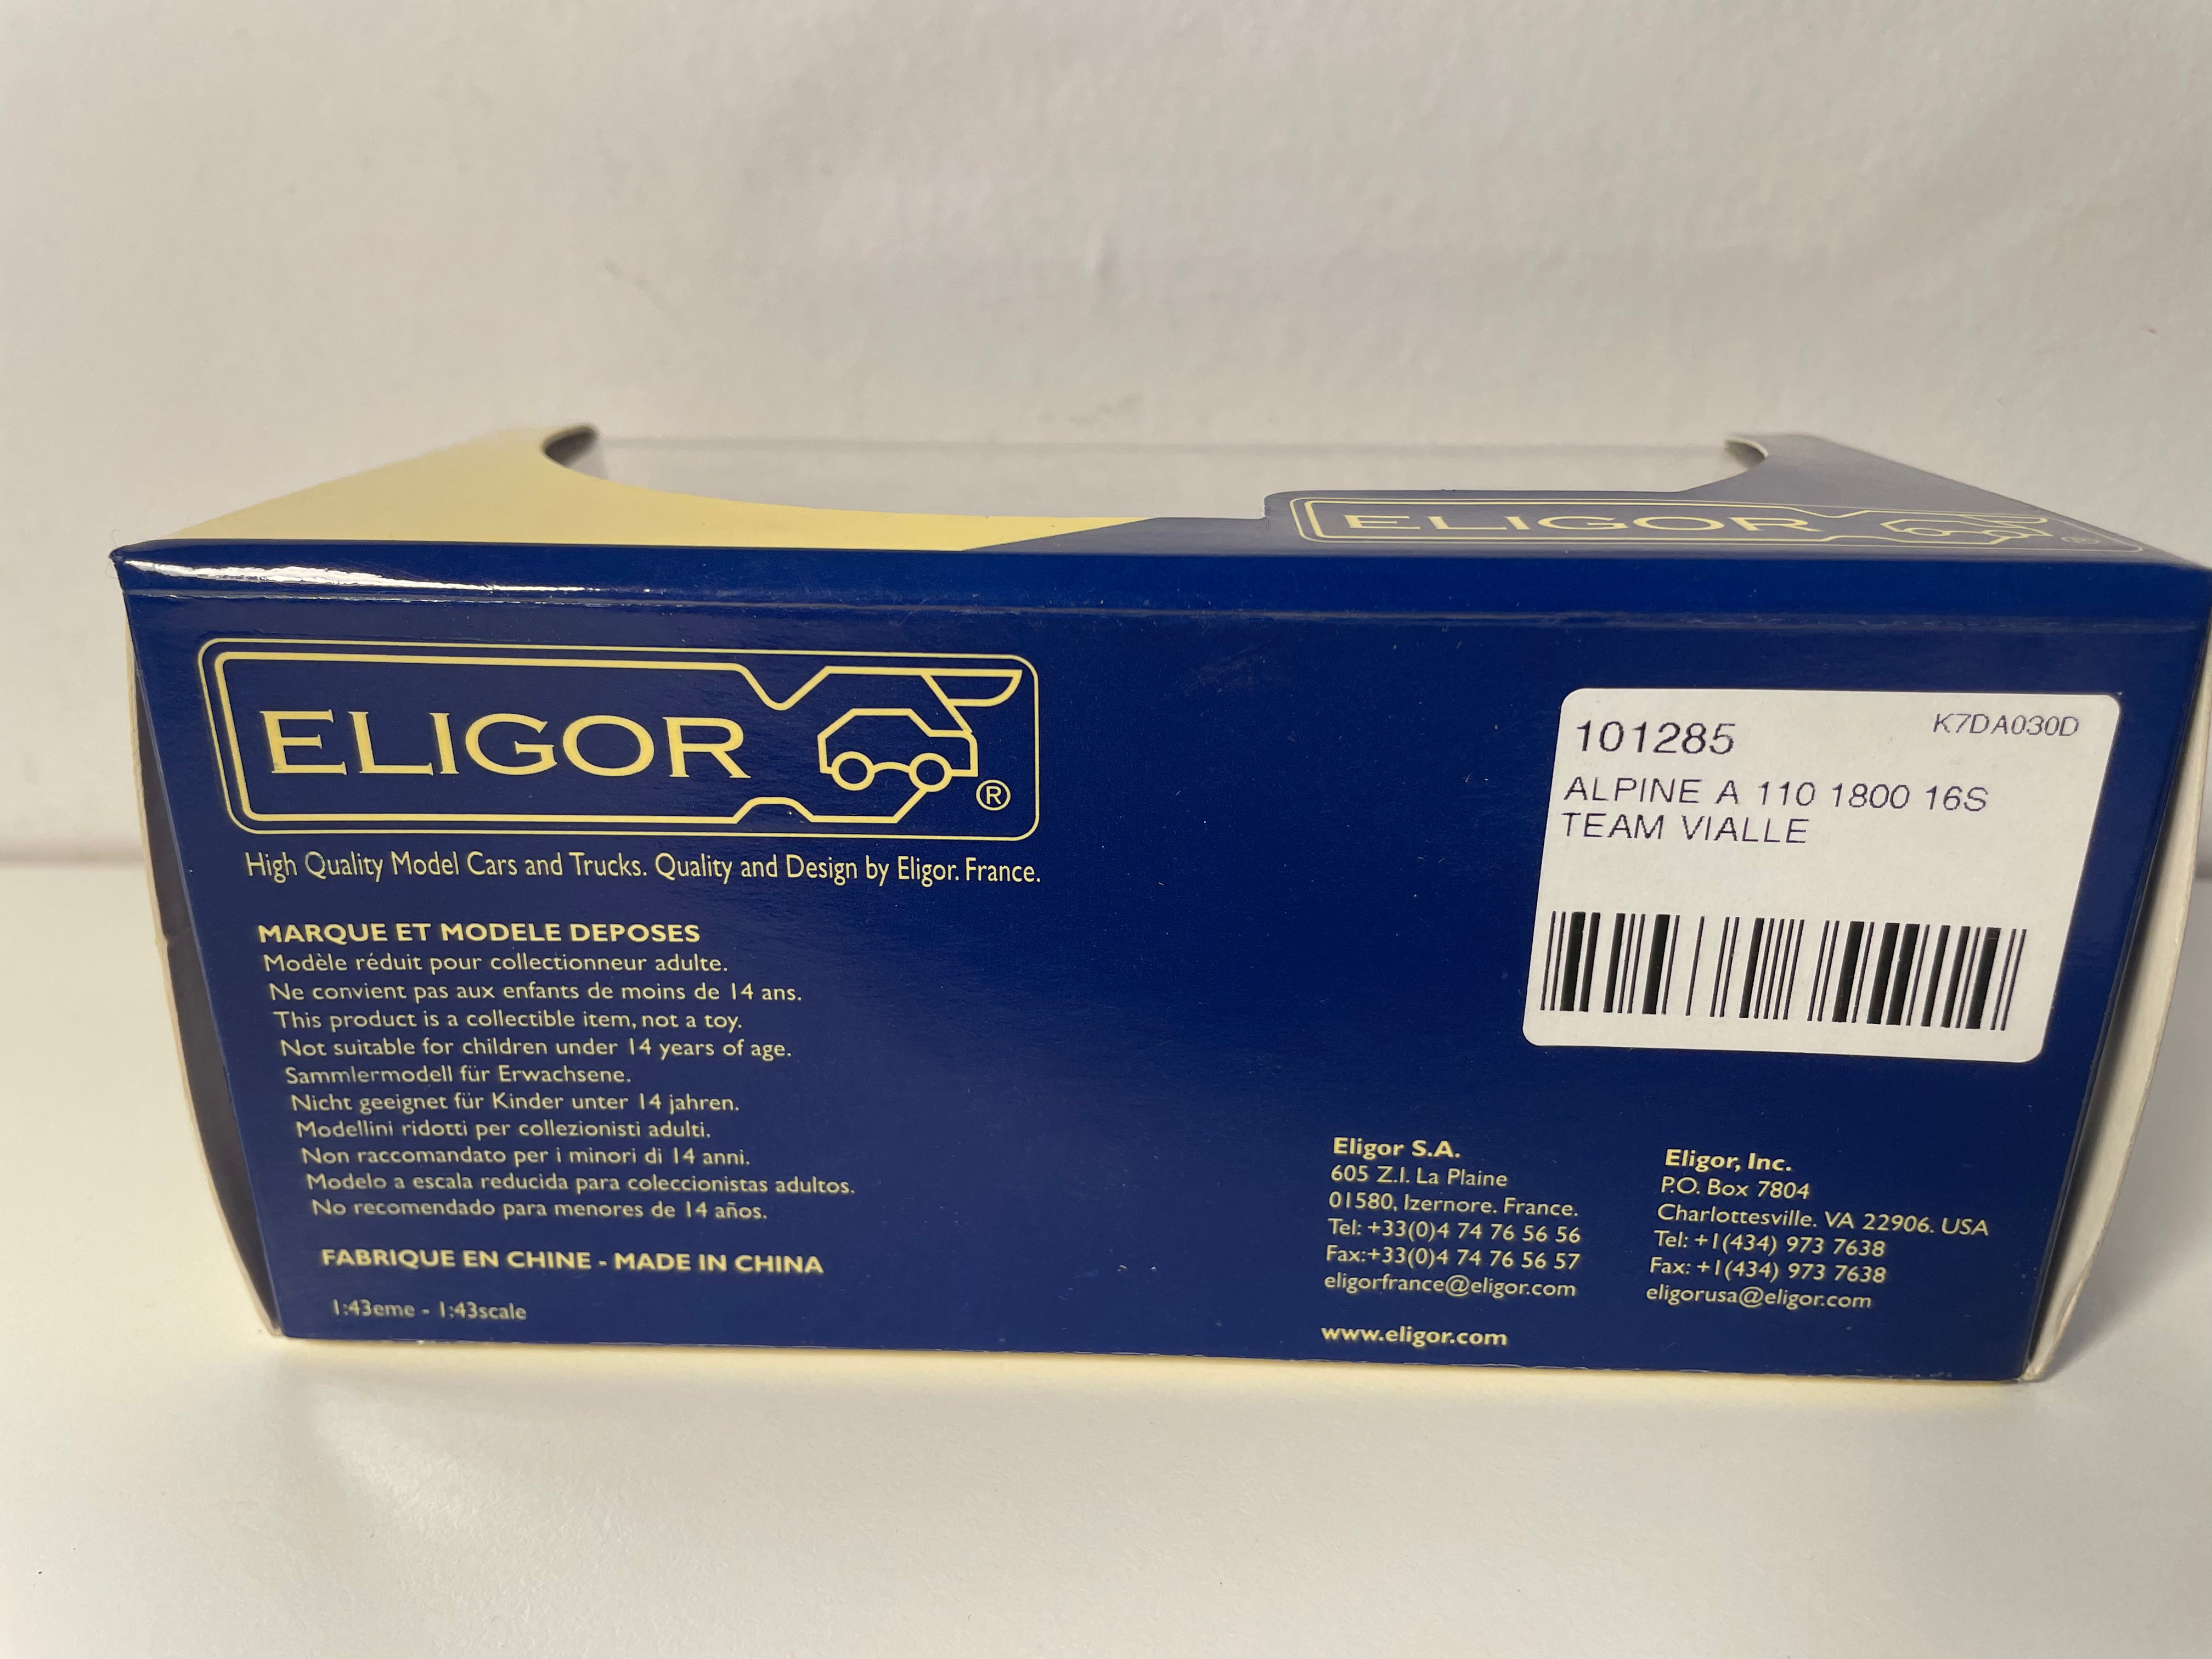 ELIGOR
®
ELIGOR
®
High Quality Model Cars and Trucks. Quality and Design by Eligor. France.
MARQUE ET MODELE DEPOSES
Modèle réduit pour collectionneur adulte.
Ne convient pas aux enfants de moins de 14 ans.
This product is a collectible item, not a toy.
Not suitable for children under 14 years of age.
Sammlermodell für Erwachsene.
Nicht geeignet für Kinder unter 14 jahren.
Modellini ridotti per collezionisti adulti.
Non raccomandato per i minori di 14 anni.
Modelo a escala reducida para coleccionistas adultos.
No recomendado para menores de 14 años.
FABRIQUE EN CHINE - MADE IN CHINA
1:43eme - 1:43scale
101285
K7DA030D
ALPINE A 110 1800 16S
TEAM VIALLE
Eligor S.A.
605 Z.I. La Plaine
01580, Izernore. France.
Tel: +33(0)4 74 76 56 56
Fax:+33(0)4 74 76 56 57
eligorfrance@eligor.com
www.eligor.com
Eligor, Inc.
P.O. Box 7804
Charlottesville. VA 22906. USA
Tel: +1(434) 973 7638
Fax: +1(434) 973 7638
eligorusa@eligor.com